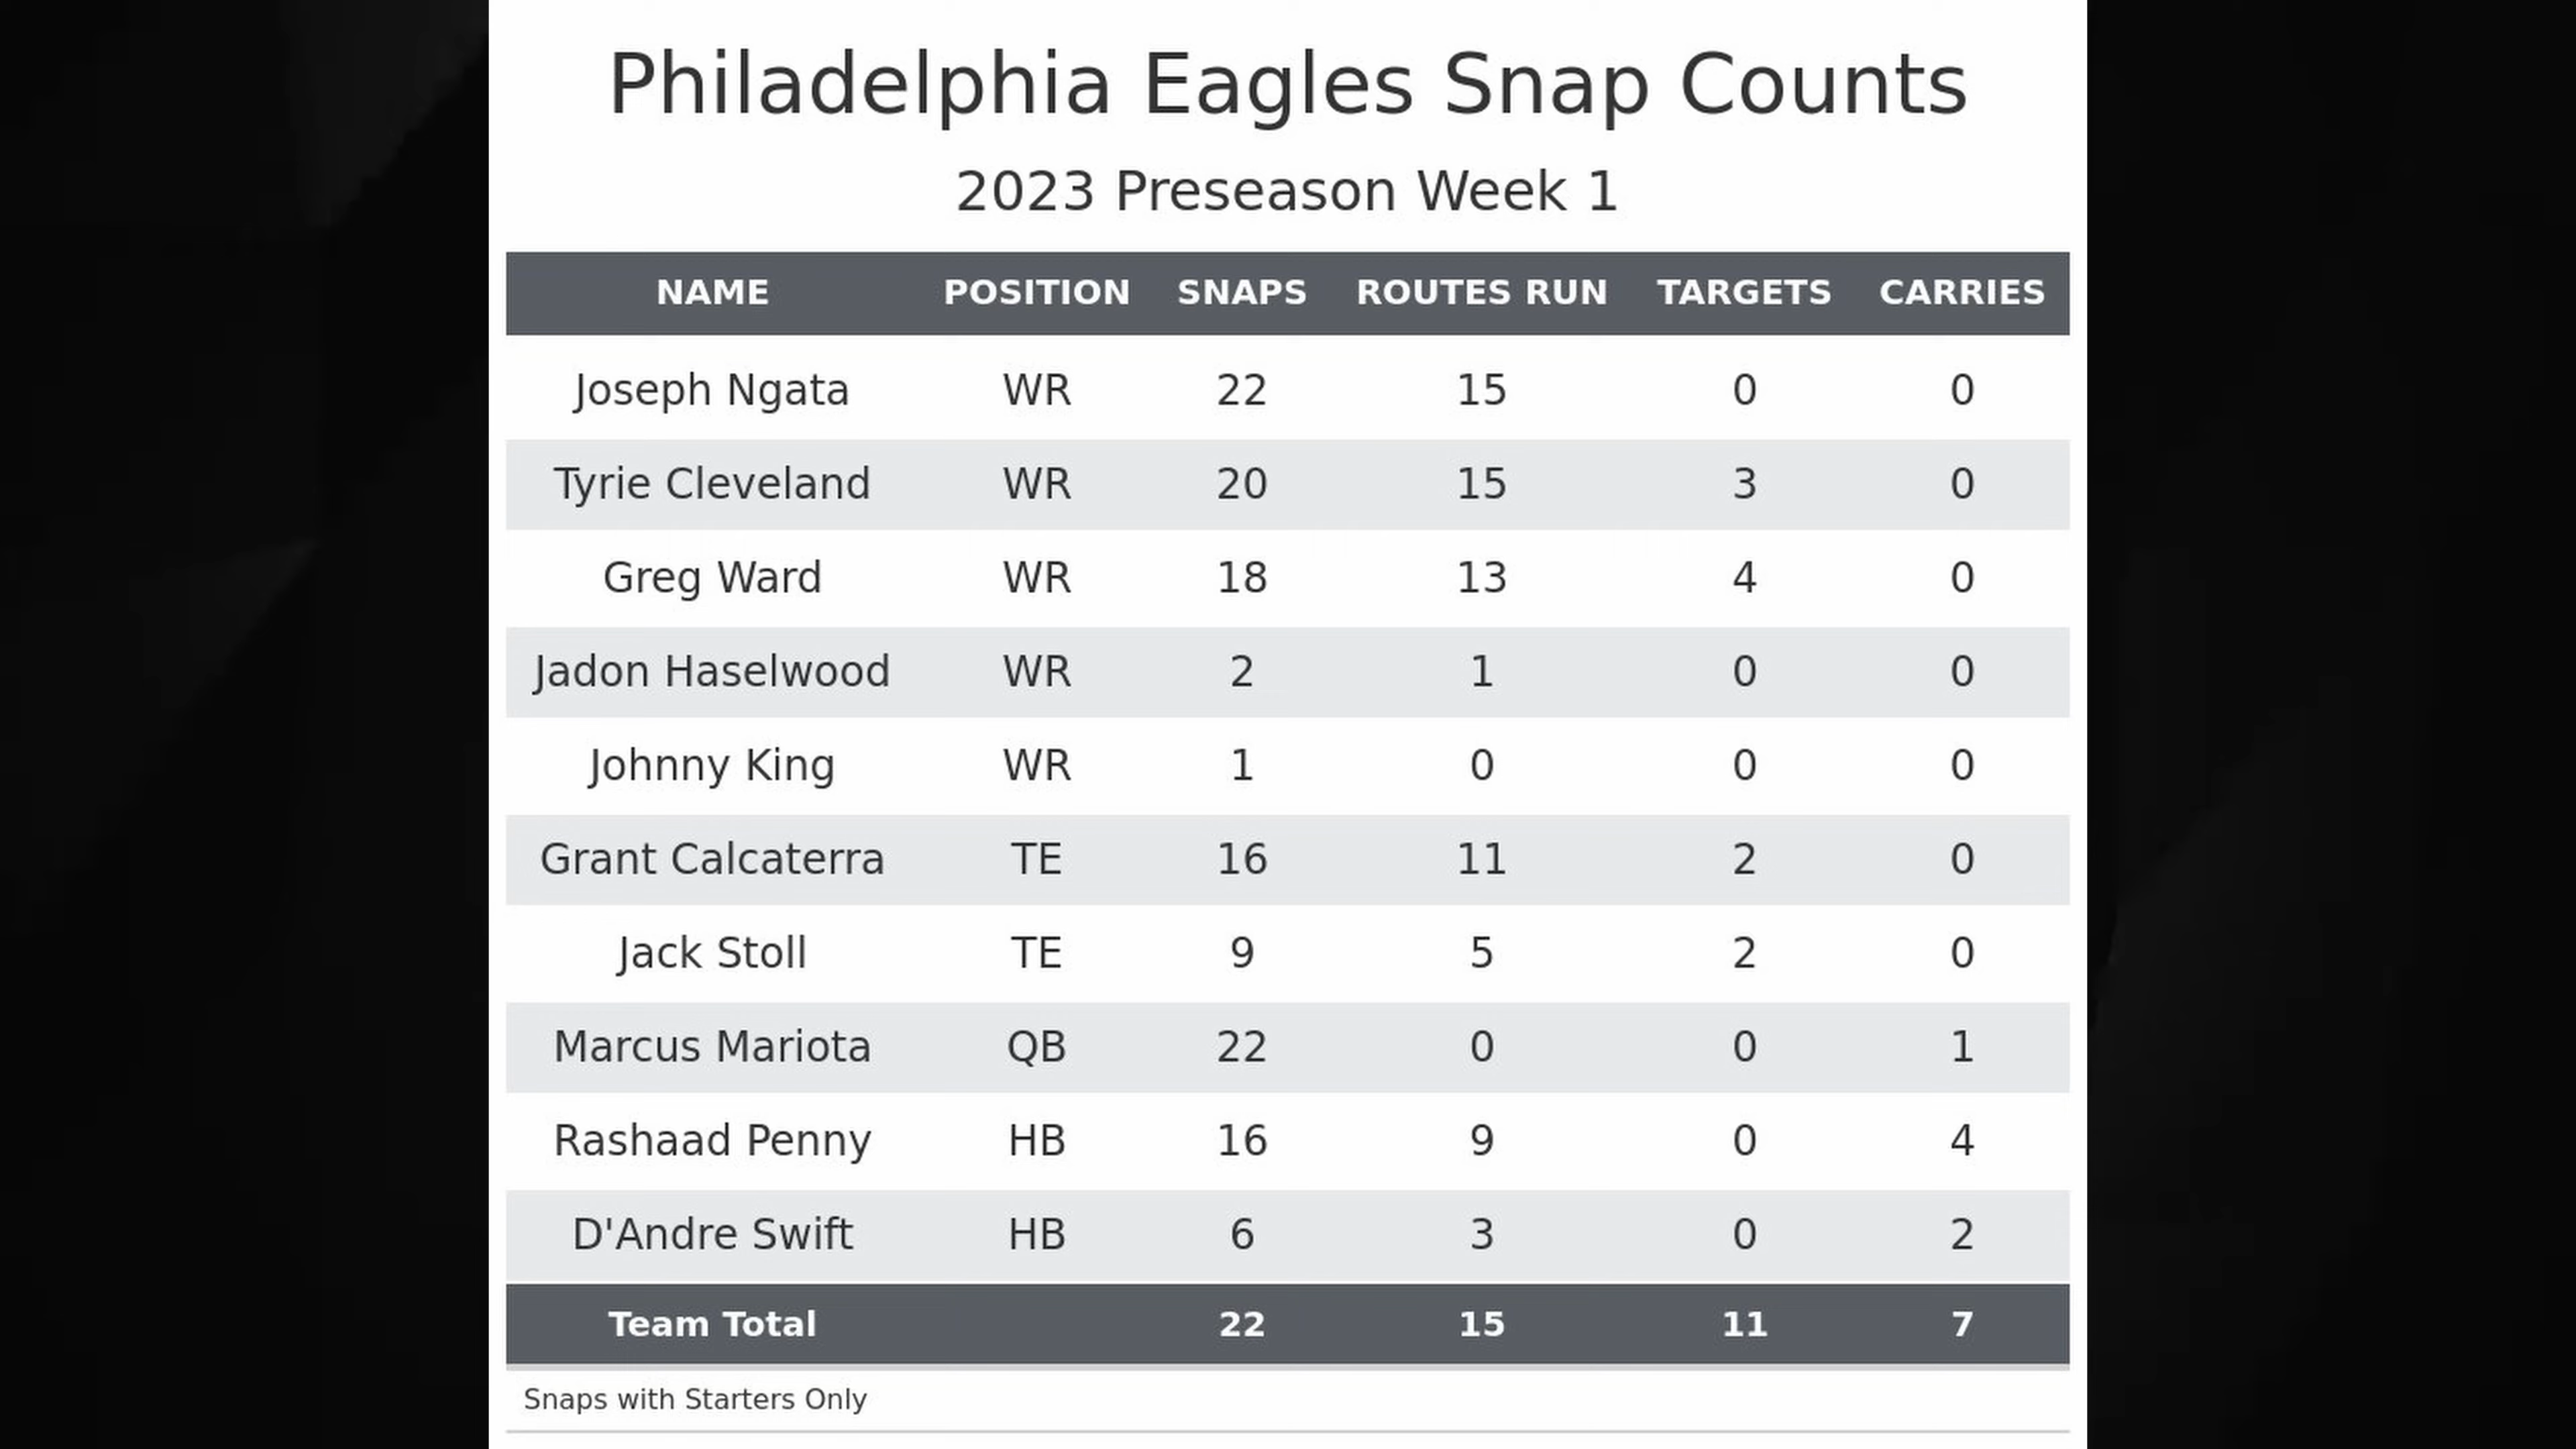 Philadelphia Eagles Snap Counts
2023 Preseason Week 1
NAME POSITION SNAPS ROUTES RUN TARGETS CARRIES
Joseph Ngata WR 22 15 0 0
Tyrie Cleveland WR 20 15 3 0
Greg Ward WR 18 13 4 0
Jadon Haselwood WR 2 1 0 0
Johnny King WR 1 0 0 0
Grant Calcaterra TE 16 11 2 0
Jack Stoll TE 9 5 2 0
Marcus Mariota QB 22 0 0 1
Rashaad Penny HB 16 9 0 4
D'Andre Swift HB 6 3 0 2
Team Total 22 15 11 7
Snaps with Starters Only